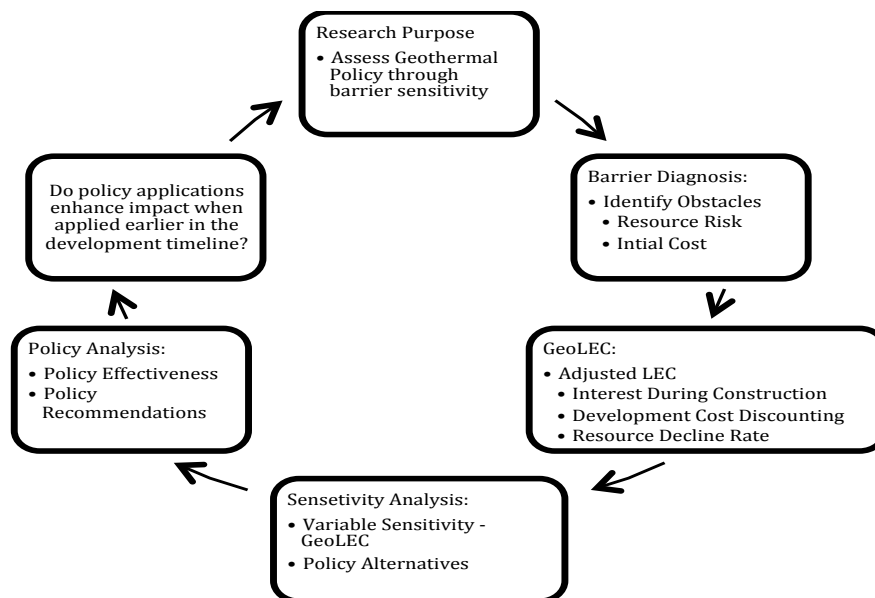 Research Purpose
• Assess Geothermal
Policy through
barrier sensitivity
Barrier Diagnosis:
• Identify Obstacles
• Resource Risk
• Intial Cost
GeoLEC:
• Adjusted LEC
• Interest During Construction
• Development Cost Discounting
• Resource Decline Rate
Sensetivity Analysis:
• Variable Sensitivity -
GeoLEC
• Policy Alternatives
Policy Analysis:
• Policy Effectiveness
• Policy
Recommendations
Do policy applications
enhance impact when
applied earlier in the
development timeline?